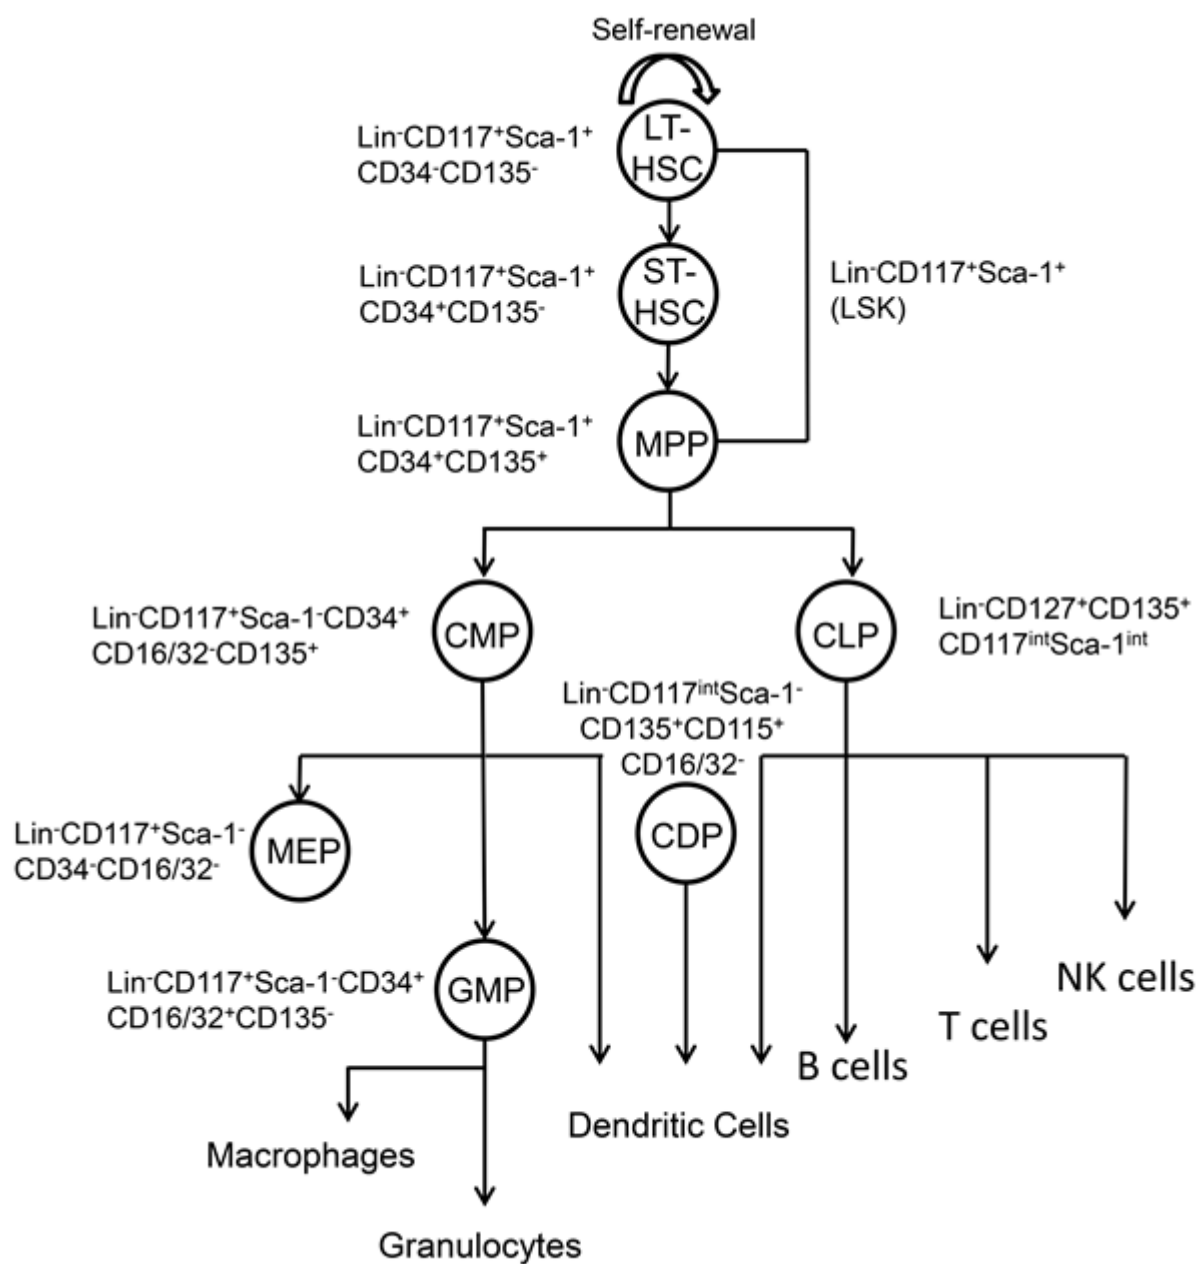 Self-renewal
Lin⁻CD117⁺Sca-1⁺
CD34⁻CD135⁻
LT-
HSC
Lin⁻CD117⁺Sca-1⁺
CD34⁺CD135⁻
ST-
HSC
Lin⁻CD117⁺Sca-1⁺
(LSK)
Lin⁻CD117⁺Sca-1⁺
CD34⁺CD135⁺
MPP
Lin⁻CD117⁺Sca-1⁻CD34⁺
CD16/32⁻CD135⁺
CMP
CLP
Lin⁻CD127⁺CD135⁺
CD117ⁱⁿᵗSca-1ⁱⁿᵗ
Lin⁻CD117ⁱⁿᵗSca-1⁻
CD135⁺CD115⁺
CD16/32⁻
CDP
Lin⁻CD117⁺Sca-1⁻
CD34⁻CD16/32⁻
MEP
Lin⁻CD117⁺Sca-1⁻CD34⁺
CD16/32⁺CD135⁻
GMP
NK cells
T cells
B cells
Dendritic Cells
Macrophages
Granulocytes